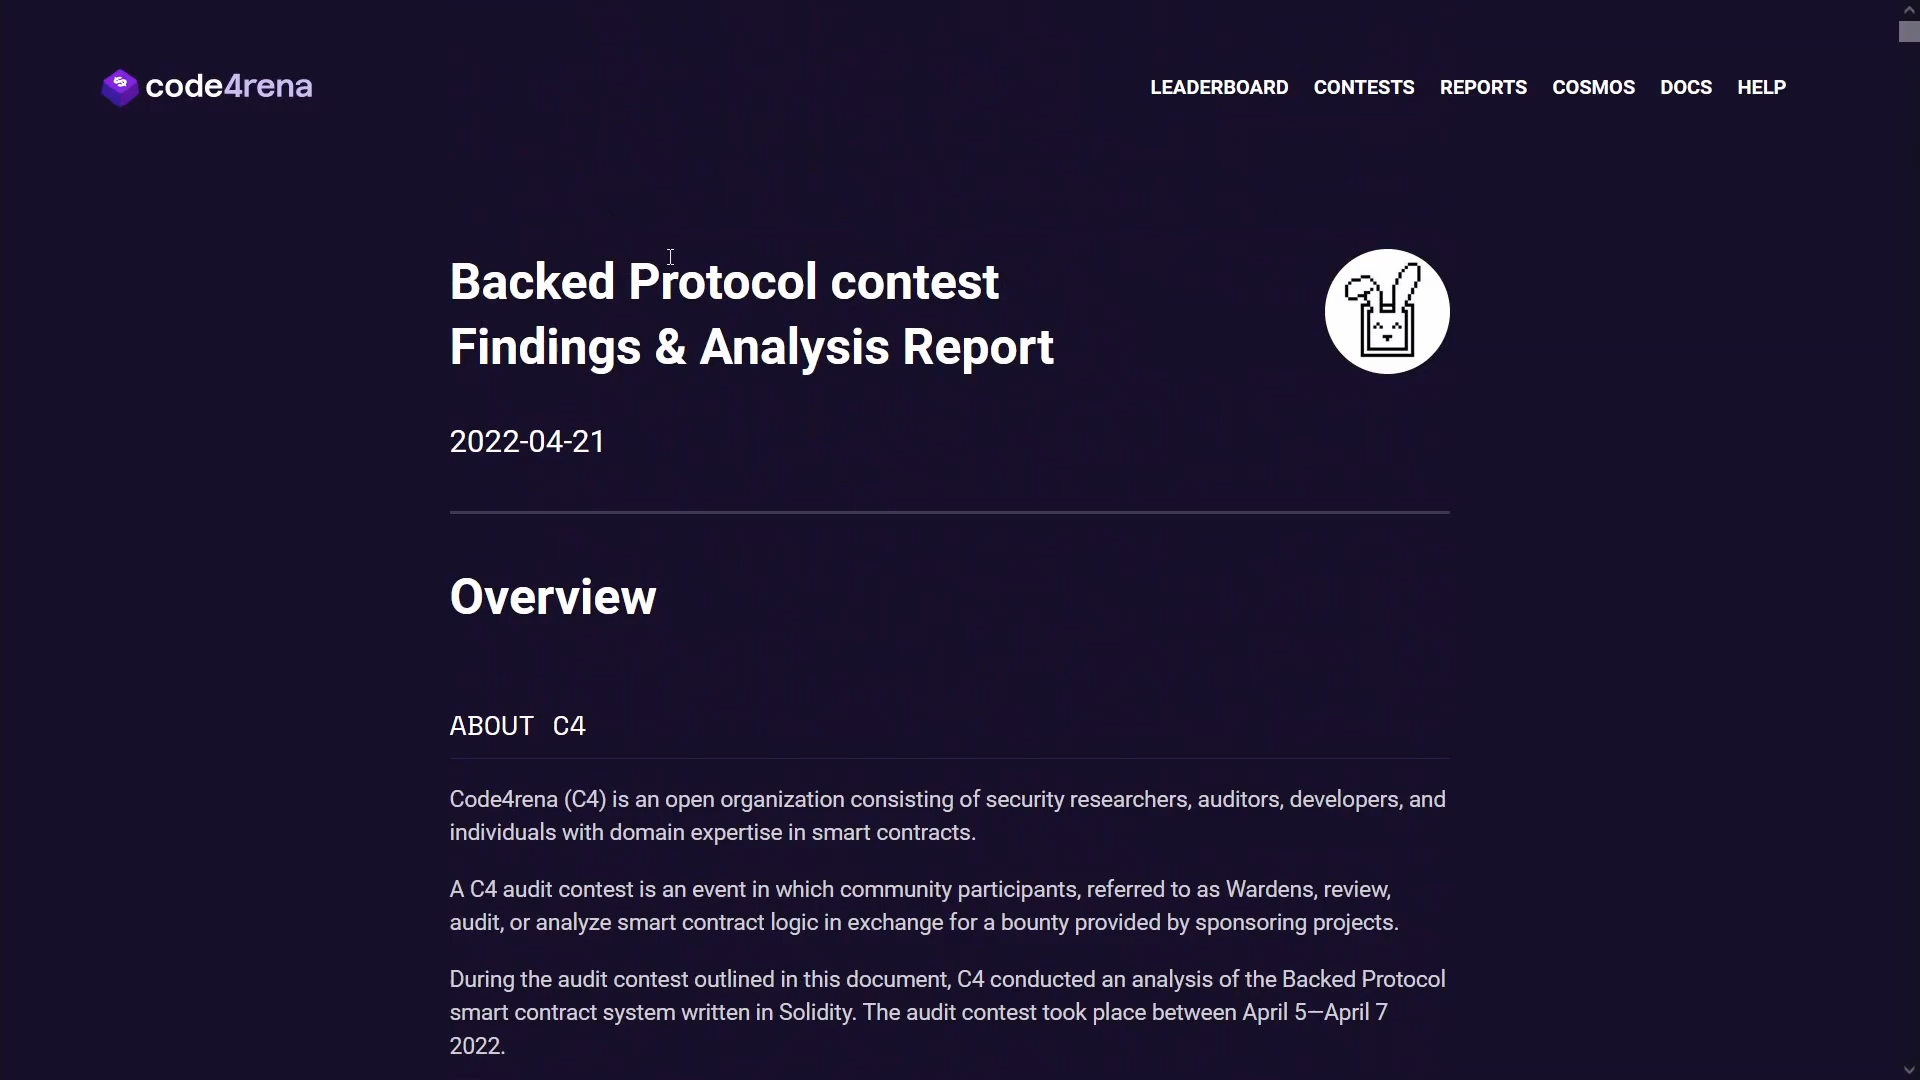 code4rena
LEADERBOARD CONTESTS REPORTS COSMOS DOCS HELP
Backed Protocol contest
Findings & Analysis Report
2022-04-21
Overview
ABOUT C4
Code4rena (C4) is an open organization consisting of security researchers, auditors, developers, and
individuals with domain expertise in smart contracts.
A C4 audit contest is an event in which community participants, referred to as Wardens, review,
audit, or analyze smart contract logic in exchange for a bounty provided by sponsoring projects.
During the audit contest outlined in this document, C4 conducted an analysis of the Backed Protocol
smart contract system written in Solidity. The audit contest took place between April 5—April 7
2022.